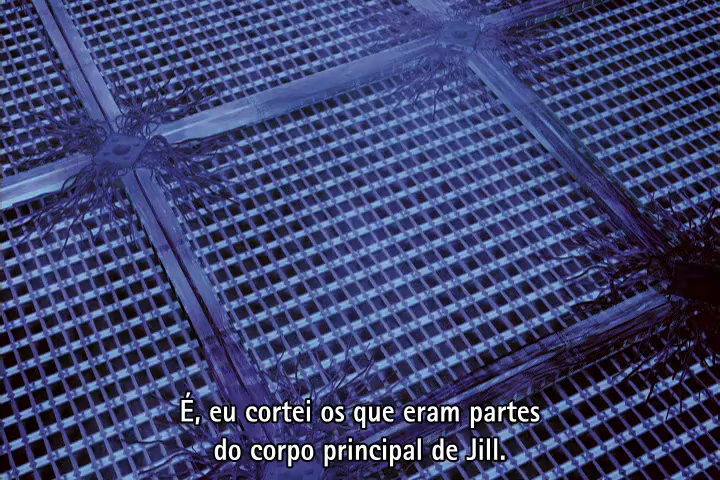 É, eu cortei os que eram partes
do corpo principal de Jill.